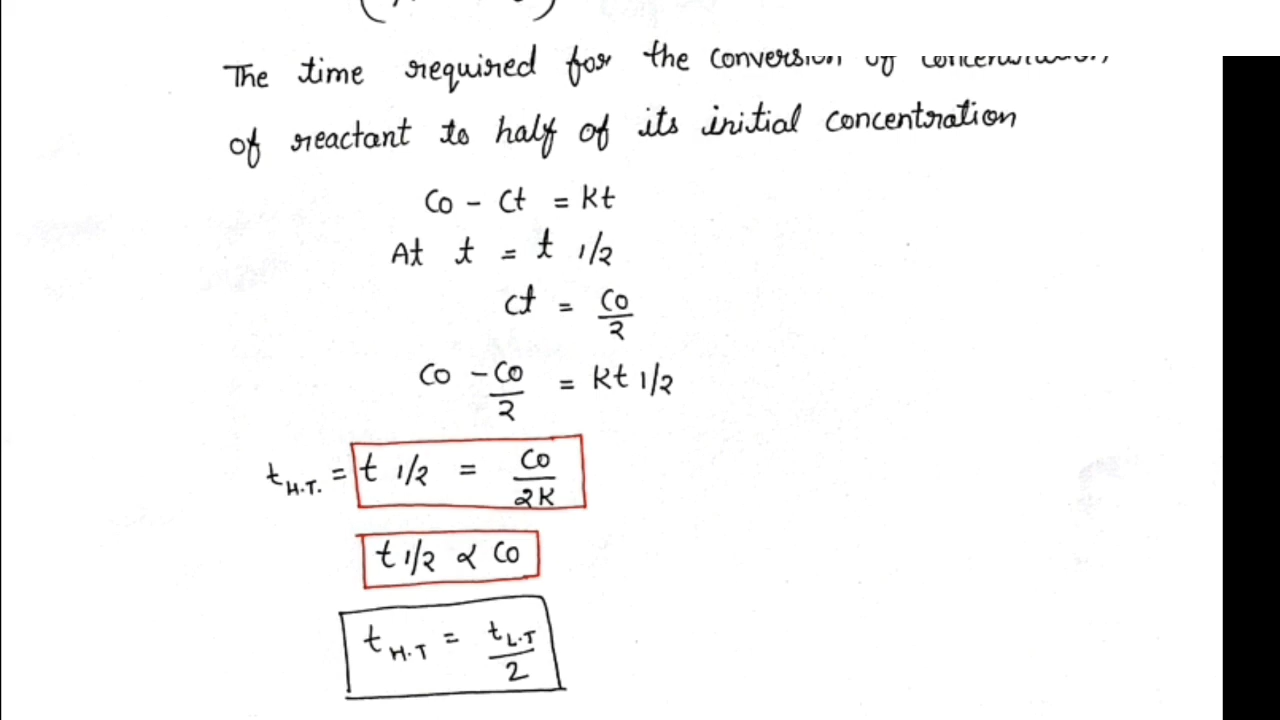 The time required for the conversion of concentration
of reactant to half of its initial concentration
Co - Ct = Kt
At t = t 1/2
Ct = Co/2
Co - Co/2 = Kt 1/2
tH.T. = t 1/2 = Co/2K
t 1/2 ∝ Co
tH.T = tL.T/2